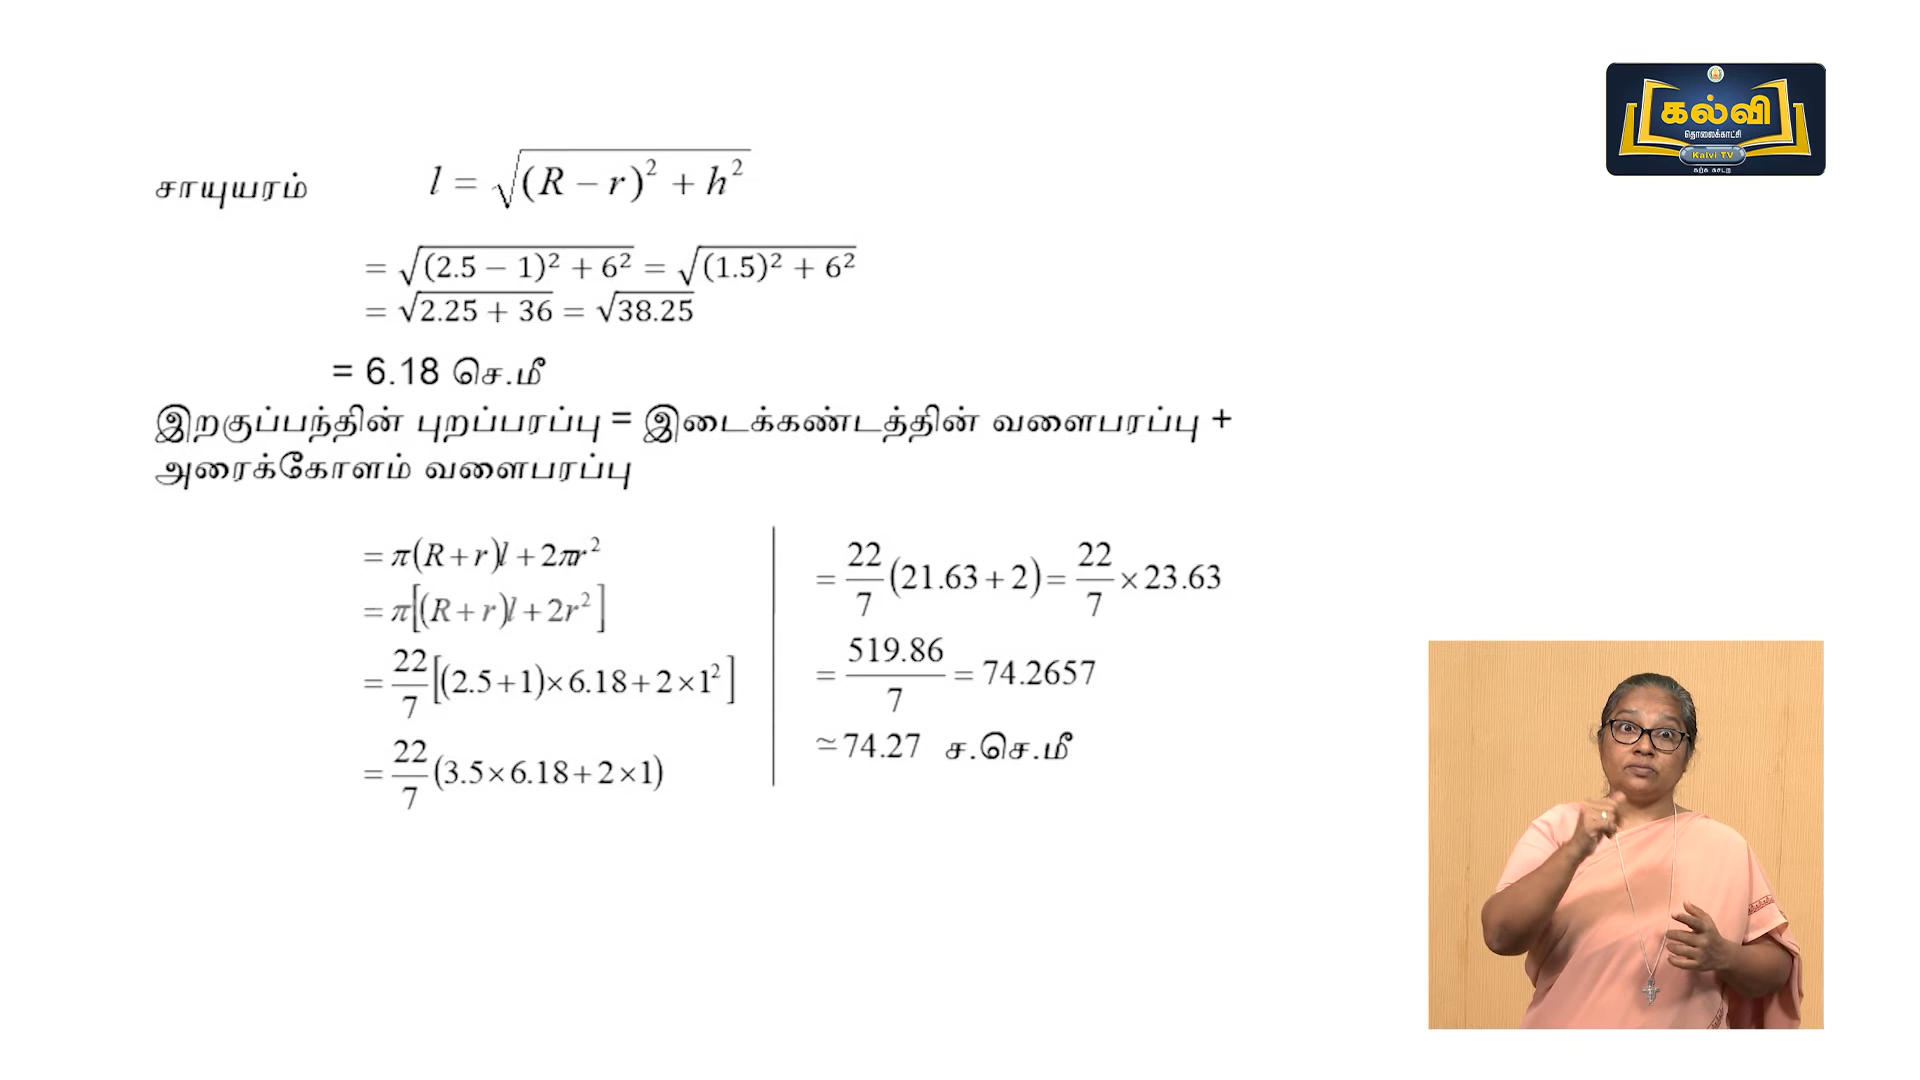 கல்வி
தொலைக்காட்சி
Kalvi TV
கற்க கசடற
சாயுயரம் l = √((R − r)² + h²)
= √((2.5 − 1)² + 6²) = √((1.5)² + 6²)
= √(2.25 + 36) = √38.25
= 6.18 செ.மீ
இறகுப்பந்தின் புறப்பரப்பு = இடைக்கண்டத்தின் வளைபரப்பு +
அரைக்கோளம் வளைபரப்பு
= π(R+r)l + 2πr²
= π[(R+r)l + 2r²]
= 22/7[(2.5+1)×6.18+2×1²]
= 22/7(3.5×6.18+2×1)
= 22/7(21.63+2) = 22/7×23.63
= 519.86/7 = 74.2657
≃74.27 ச.செ.மீ